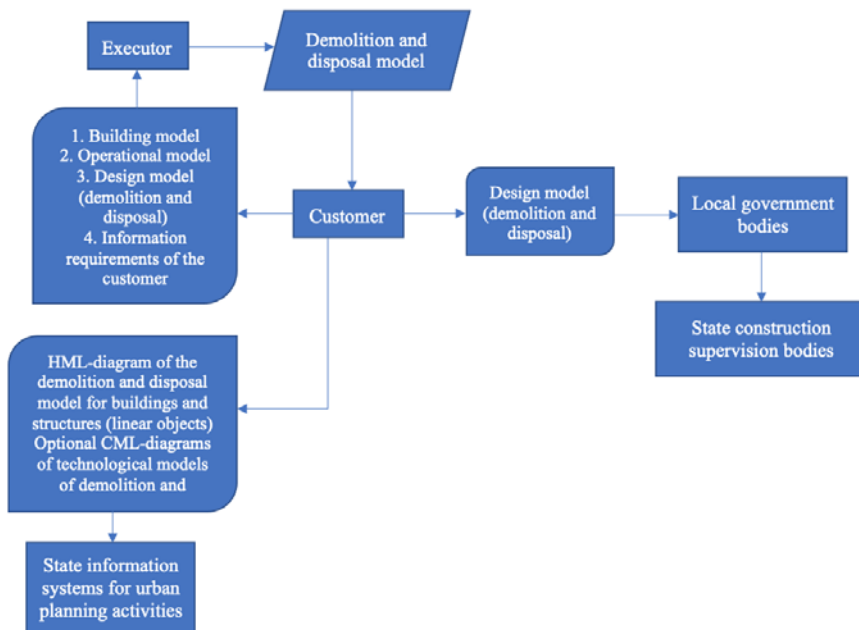 Executor
Demolition and
disposal model
1. Building model
2. Operational model
3. Design model
(demolition and
disposal)
4. Information
requirements of the
customer
Customer
Design model
(demolition and
disposal)
Local government
bodies
State construction
supervision bodies
HML-diagram of the
demolition and disposal
model for buildings and
structures (linear objects)
Optional CML-diagrams
of technological models
of demolition and
State information
systems for urban
planning activities